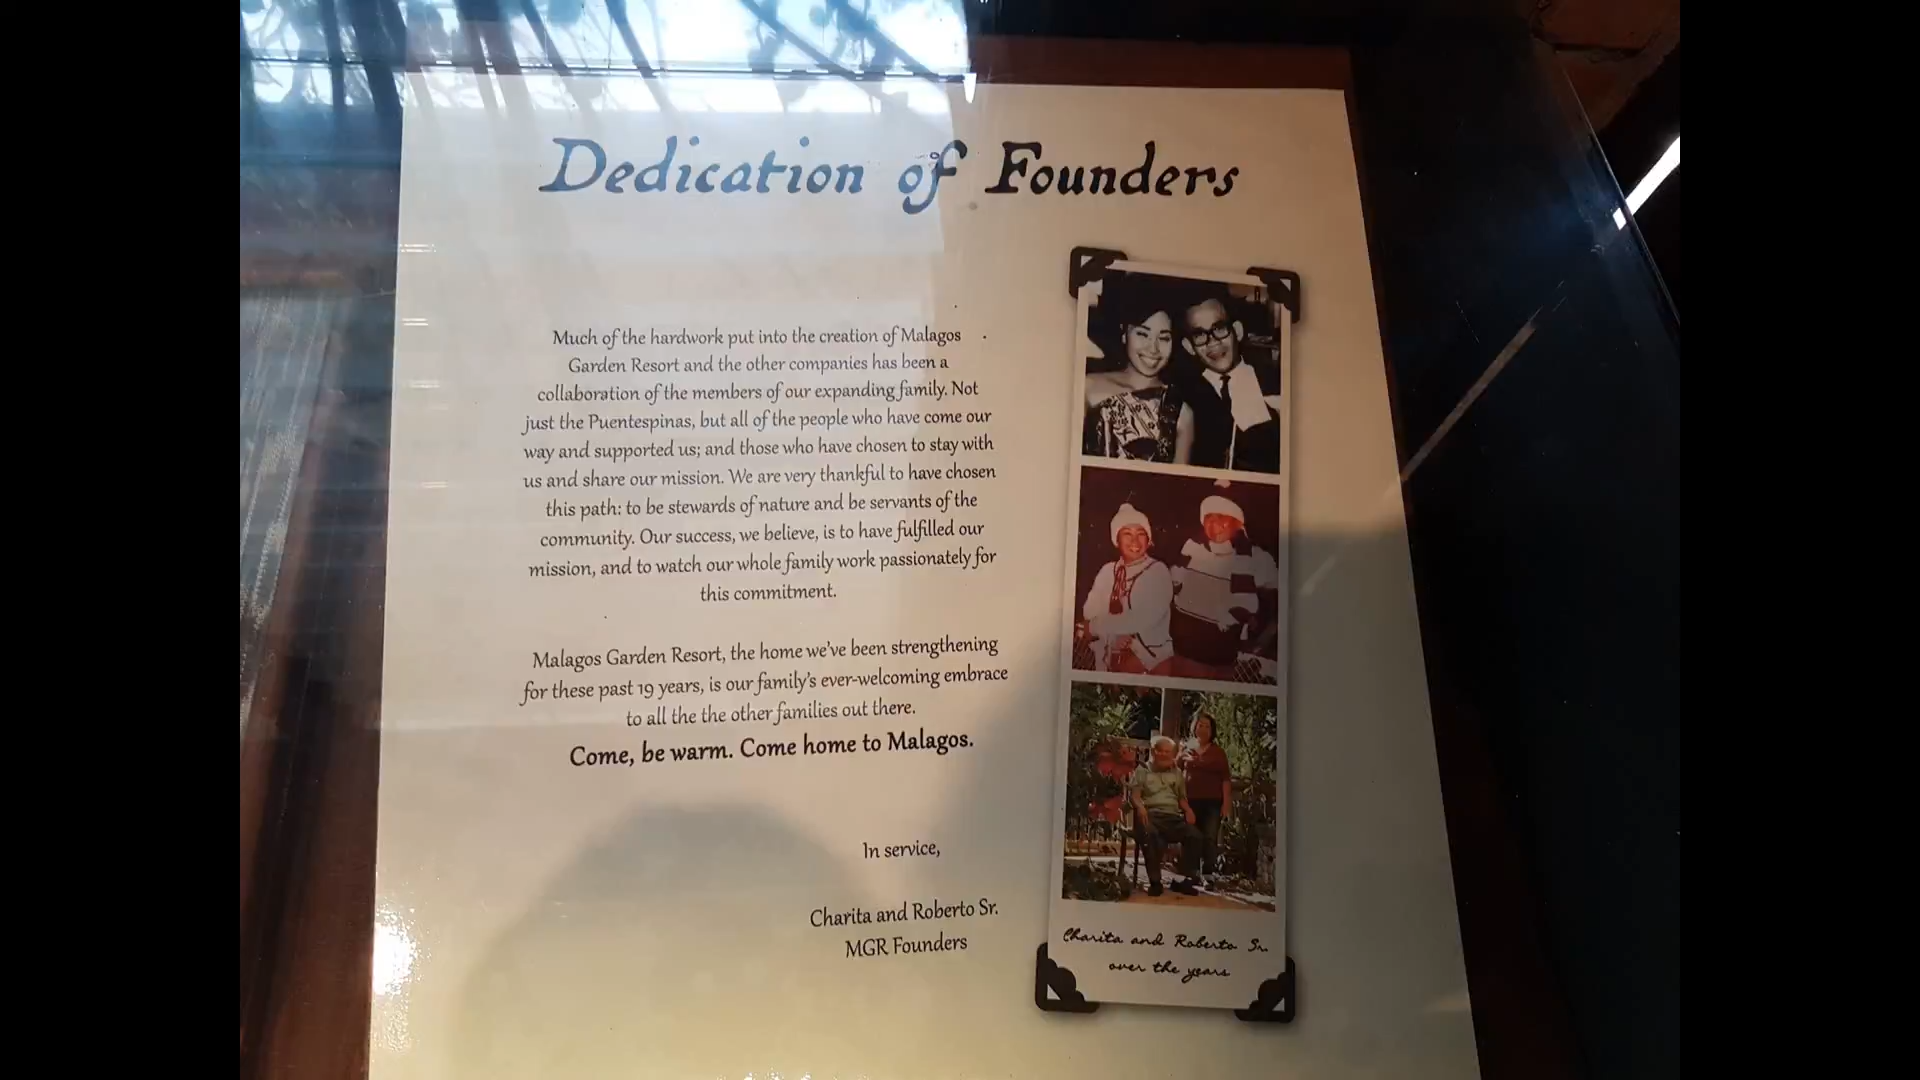 Dedication of Founders
Much of the hardwork put into the creation of Malagos
Garden Resort and the other companies has been a
collaboration of the members of our expanding family. Not
just the Puentespinas, but all of the people who have come our
way and supported us; and those who have chosen to stay with
us and share our mission. We are very thankful to have chosen
this path: to be stewards of nature and be servants of the
community. Our success, we believe, is to have fulfilled our
mission, and to watch our whole family work passionately for
this commitment.
Malagos Garden Resort, the home we've been strengthening
for these past 19 years, is our family's ever-welcoming embrace
to all the the other families out there.
Come, be warm. Come home to Malagos.
In service,
Charita and Roberto Sr.
MGR Founders
Charita and Roberto Sr.
over the years